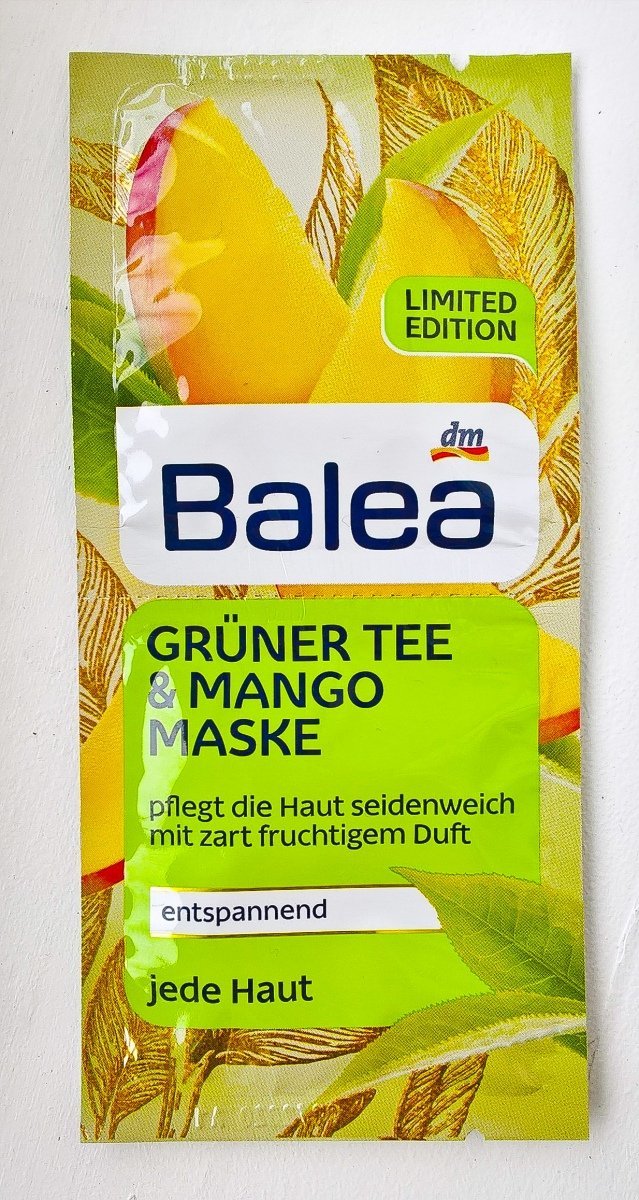 LIMITED
EDITION
dm
Balea
GRÜNER TEE
& MANGO
MASKE
pflegt die Haut seidenweich
mit zart fruchtigem Duft
entspannend
jede Haut